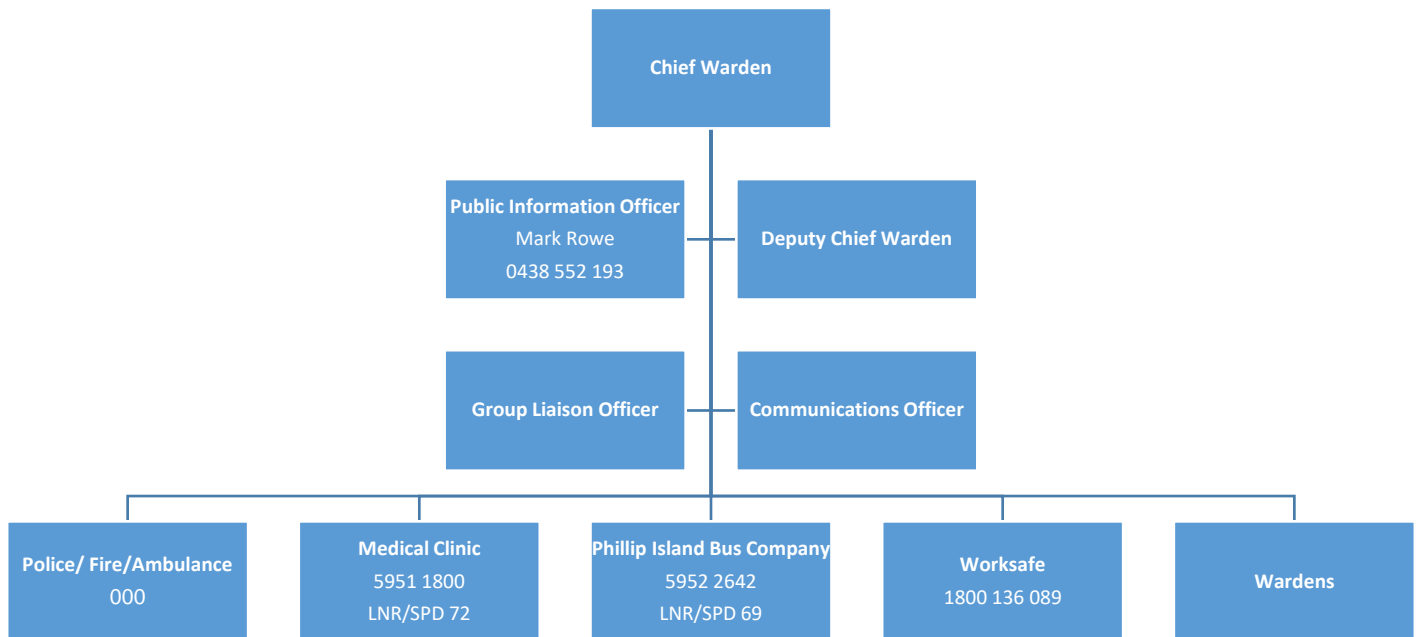 Chief Warden
Public Information Officer
Mark Rowe
0438 552 193
Deputy Chief Warden
Group Liaison Officer
Communications Officer
Police/ Fire/Ambulance
000
Medical Clinic
5951 1800
LNR/SPD 72
Phillip Island Bus Company
5952 2642
LNR/SPD 69
Worksafe
1800 136 089
Wardens